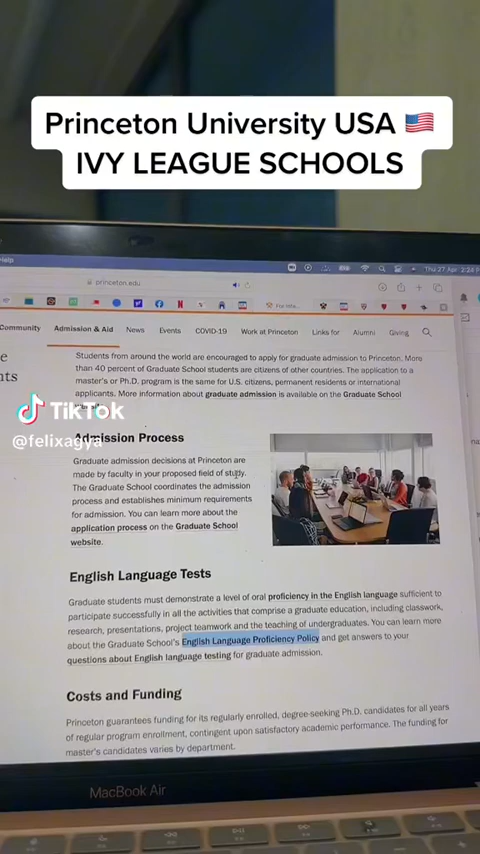 Princeton University USA 🇺🇸
IVY LEAGUE SCHOOLS
Help
Thu 27 Apr 2:24
princeton.edu
Community Admission & Aid News Events COVID-19 Work at Princeton Links for Alumni Giving
Students from around the world are encouraged to apply for graduate admission to Princeton. More
than 40 percent of Graduate School students are citizens of other countries. The application to a
master's or Ph.D. program is the same for U.S. citizens, permanent residents or international
applicants. More information about graduate admission is available on the Graduate School
TikTok
@felixagya
Admission Process
Graduate admission decisions at Princeton are
made by faculty in your proposed field of study.
The Graduate School coordinates the admission
process and establishes minimum requirements
for admission. You can learn more about the
application process on the Graduate School
website.
English Language Tests
Graduate students must demonstrate a level of oral proficiency in the English language sufficient to
participate successfully in all the activities that comprise a graduate education, including classwork,
research, presentations, project teamwork and the teaching of undergraduates. You can learn more
about the Graduate School's English Language Proficiency Policy and get answers to your
questions about English language testing for graduate admission.
Costs and Funding
Princeton guarantees funding for its regularly enrolled, degree-seeking Ph.D. candidates for all years
of regular program enrollment, contingent upon satisfactory academic performance. The funding for
master's candidates varies by department.
MacBook Air